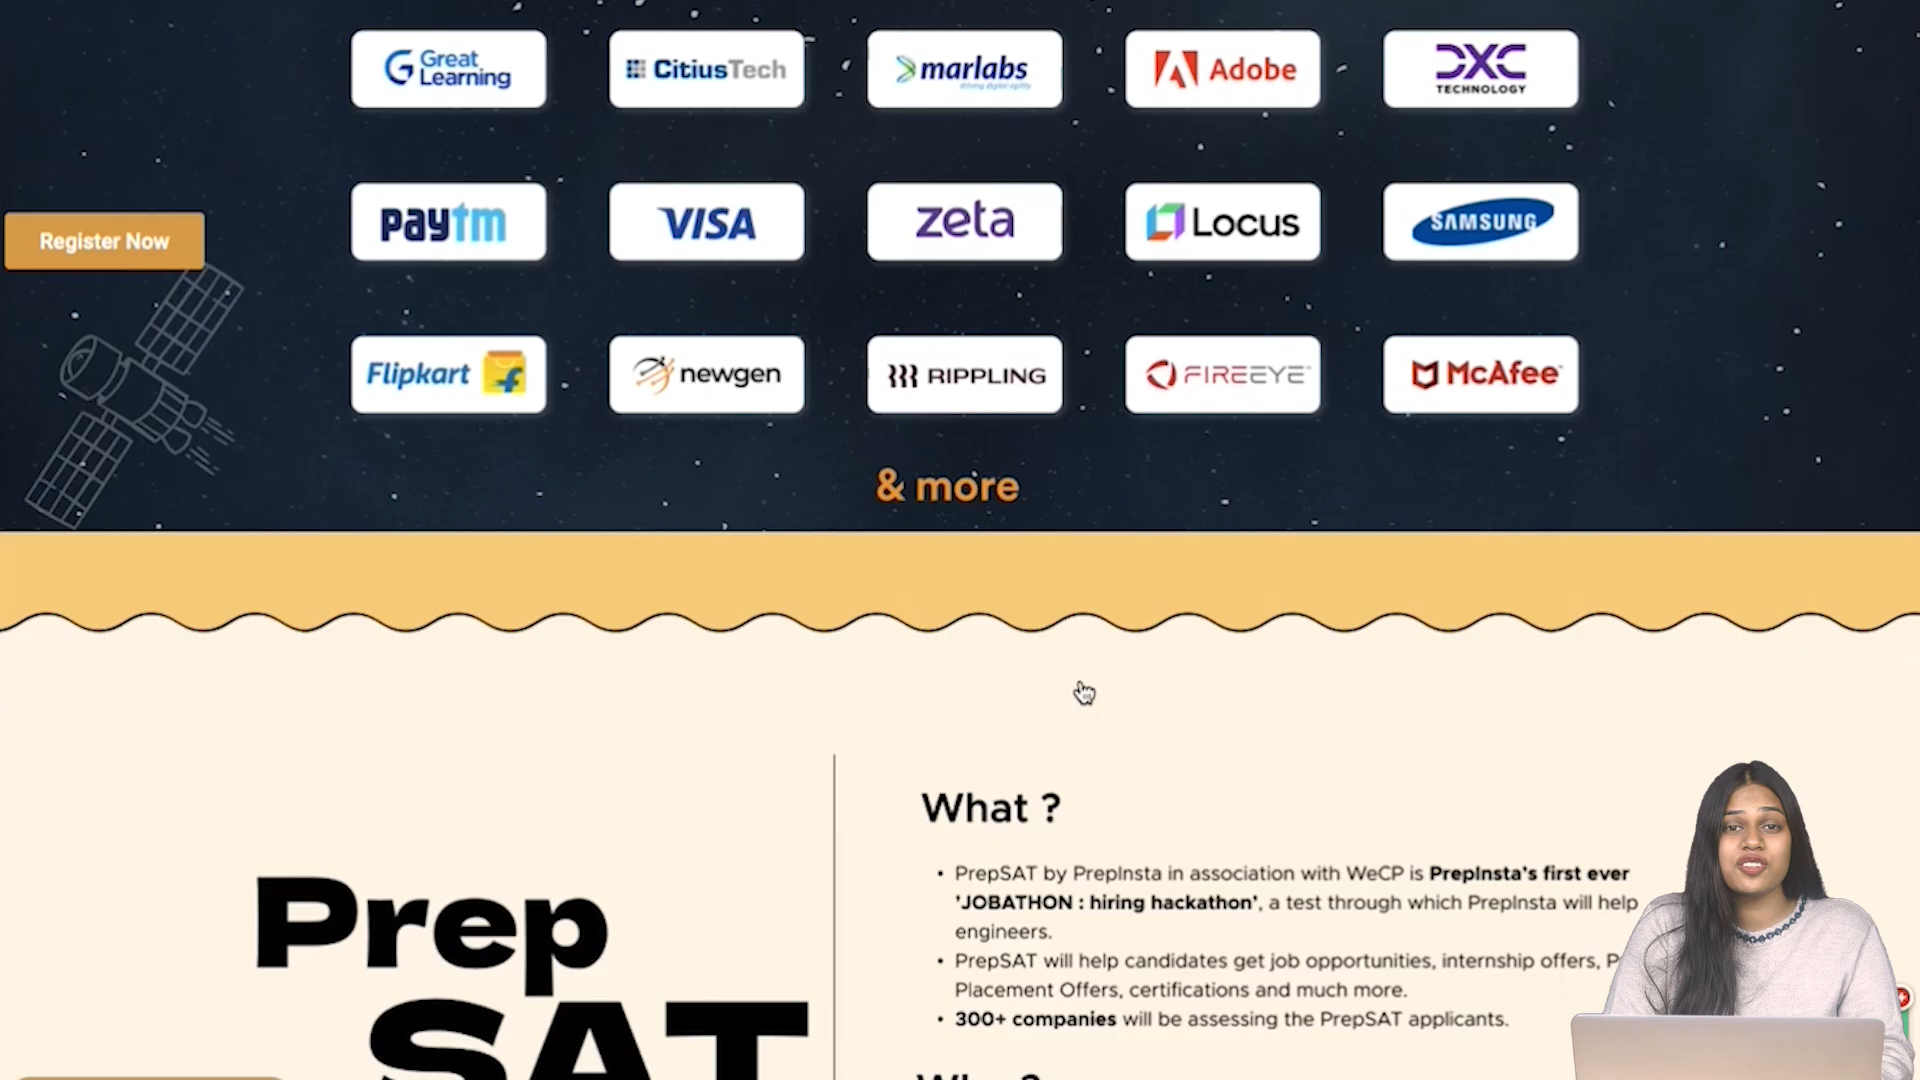 Great Learning
CitiusTech
marlabs
driving digital agility
Adobe
DXC TECHNOLOGY
Register Now
paytm
VISA
zeta
Locus
SAMSUNG
Flipkart
newgen
RIPPLING
FIREEYE
McAfee
& more
Prep
SAT
What ?
• PrepSAT by PrepInsta in association with WeCP is PrepInsta's first ever
'JOBATHON : hiring hackathon', a test through which PrepInsta will help
engineers.
• PrepSAT will help candidates get job opportunities, internship offers,
Placement Offers, certifications and much more.
• 300+ companies will be assessing the PrepSAT applicants.